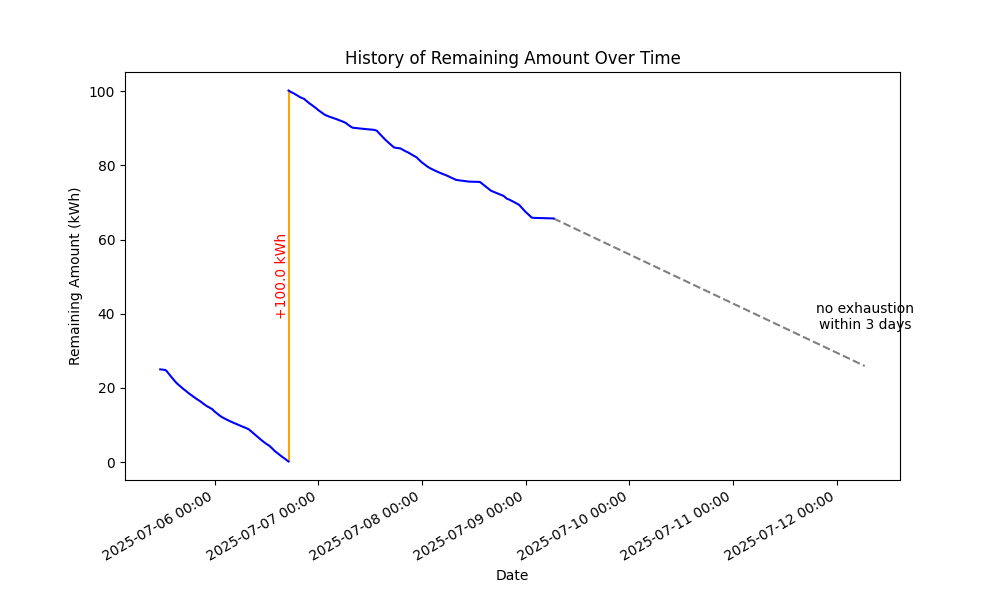 History of Remaining Amount Over Time
Remaining Amount (kWh)
100
80
60
40
20
0
+100.0 kWh
no exhaustion
within 3 days
2025-07-06 00:00
2025-07-07 00:00
2025-07-08 00:00
2025-07-09 00:00
2025-07-10 00:00
2025-07-11 00:00
2025-07-12 00:00
Date